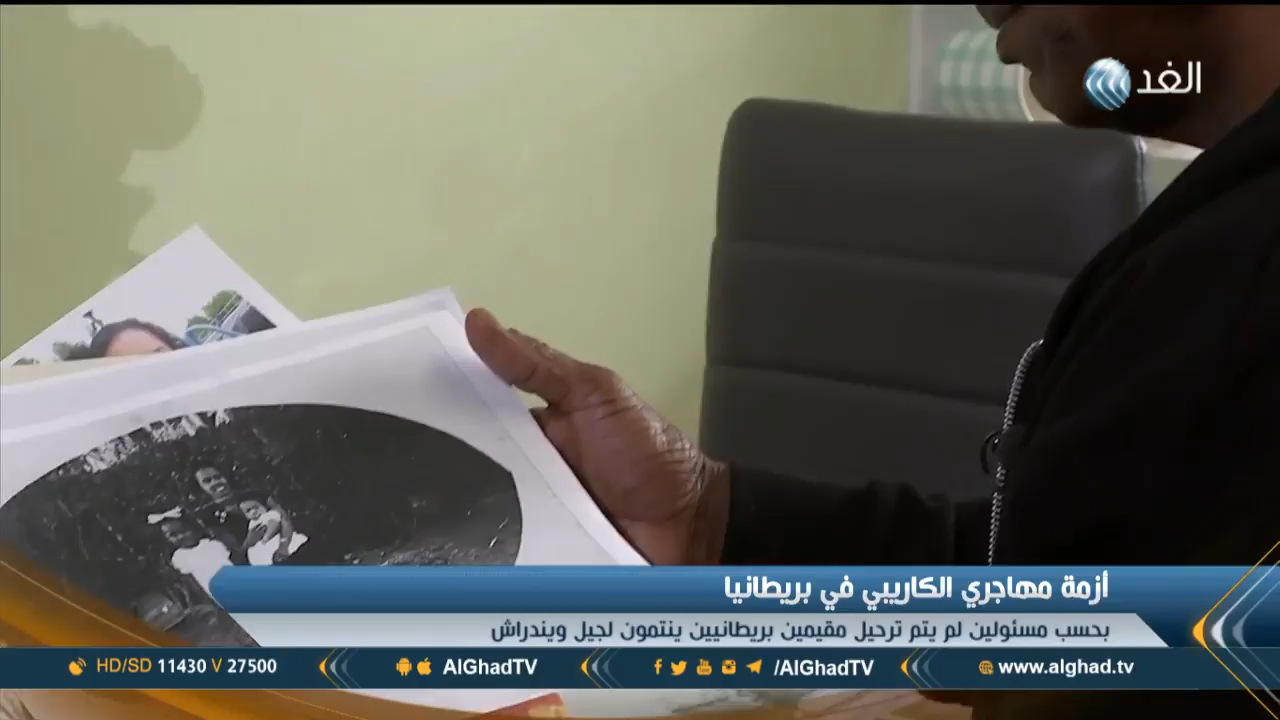 الغد
أزمة مهاجري الكاريبي في بريطانيا
بحسب مسئولين لم يتم ترحيل مقيمين بريطانيين ينتمون لجيل ويندراش
HD/SD 11430 V 27500
AlGhadTV
/AlGhadTV
www.alghad.tv